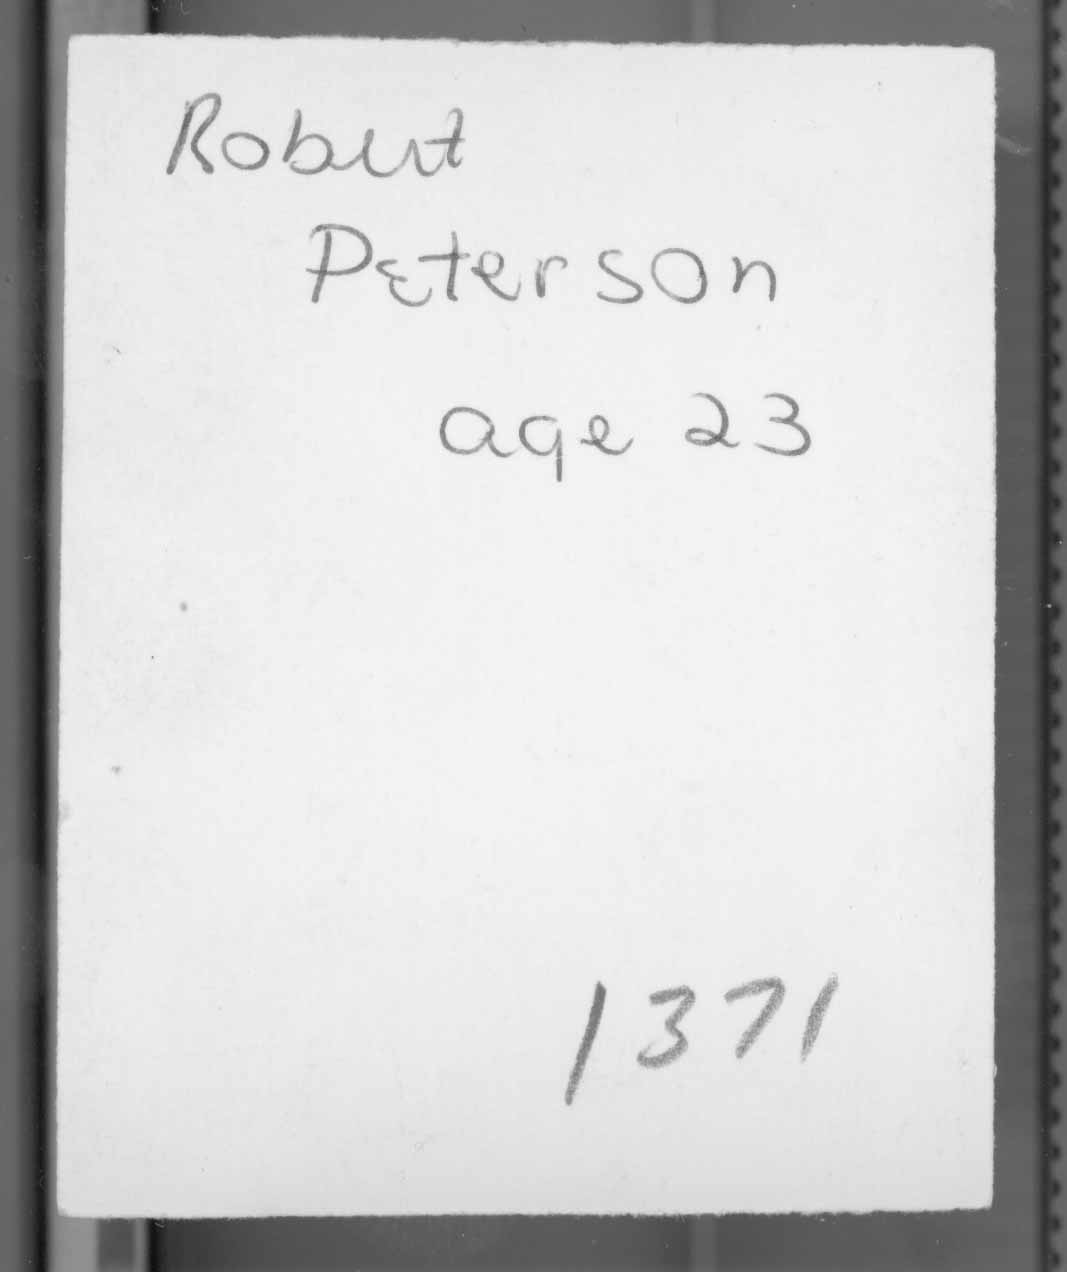 Robert
Peterson
age 23
1371